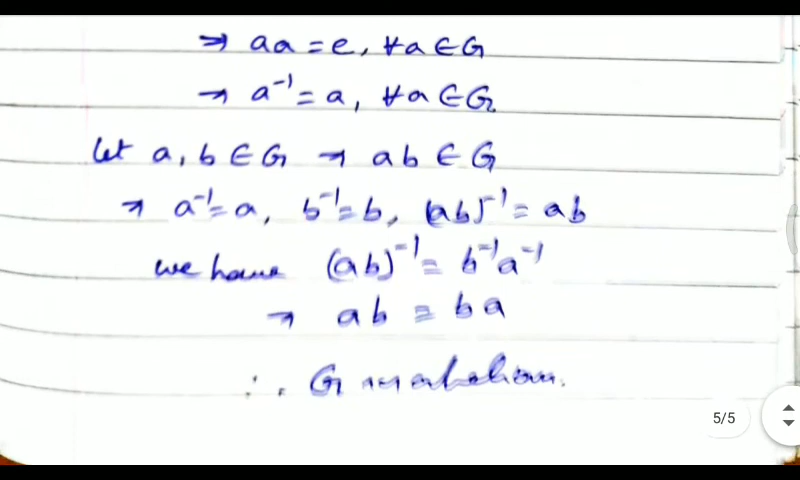 ⇒ aa = e, ∀a ∈ G
→ a⁻¹ = a, ∀a ∈ G
Let a, b ∈ G → ab ∈ G
→ a⁻¹ = a, b⁻¹ = b, (ab)⁻¹ = ab
we have (ab)⁻¹ = b⁻¹a⁻¹
→ ab = ba
∴ G is abelian.
5/5